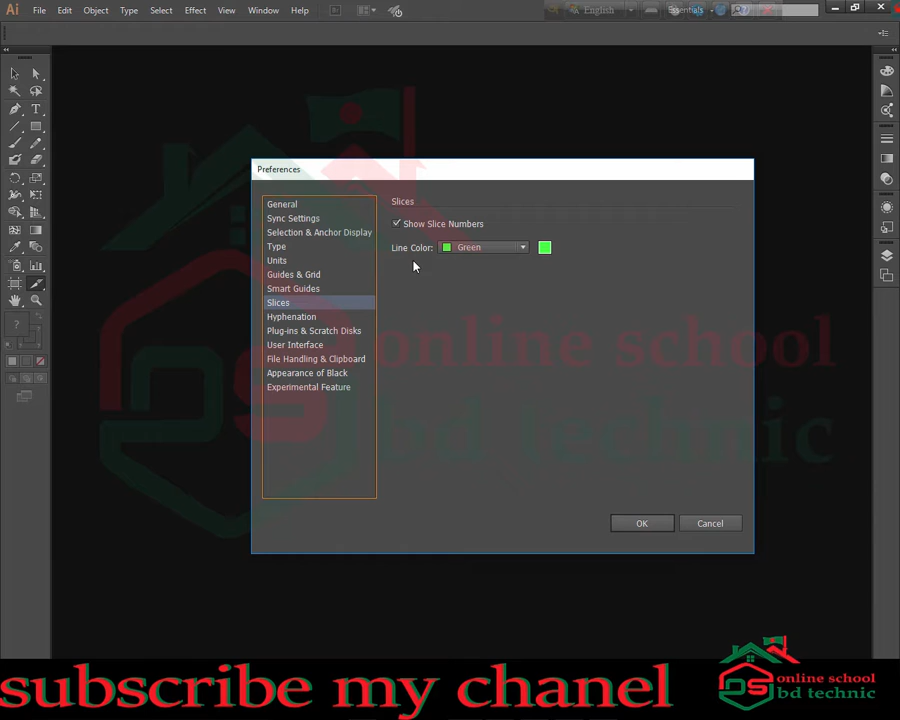 Ai File Edit Object Type Select Effect View Window Help Br English Essentials
Preferences
General
Sync Settings
Selection & Anchor Display
Type
Units
Guides & Grid
Smart Guides
Slices
Hyphenation
Plug-ins & Scratch Disks
User Interface
File Handling & Clipboard
Appearance of Black
Experimental Feature
Slices
Show Slice Numbers
Line Color: Green
OK Cancel
online school
bd technic
subscribe my chanel
online school
bd technic